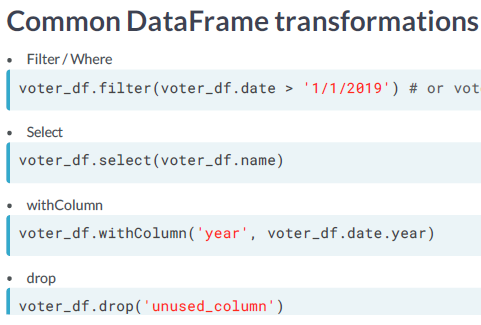 Common DataFrame transformations
• Filter / Where
voter_df.filter(voter_df.date > '1/1/2019') # or
• Select
voter_df.select(voter_df.name)
• withColumn
voter_df.withColumn('year', voter_df.date.year)
• drop
voter_df.drop('unused_column')